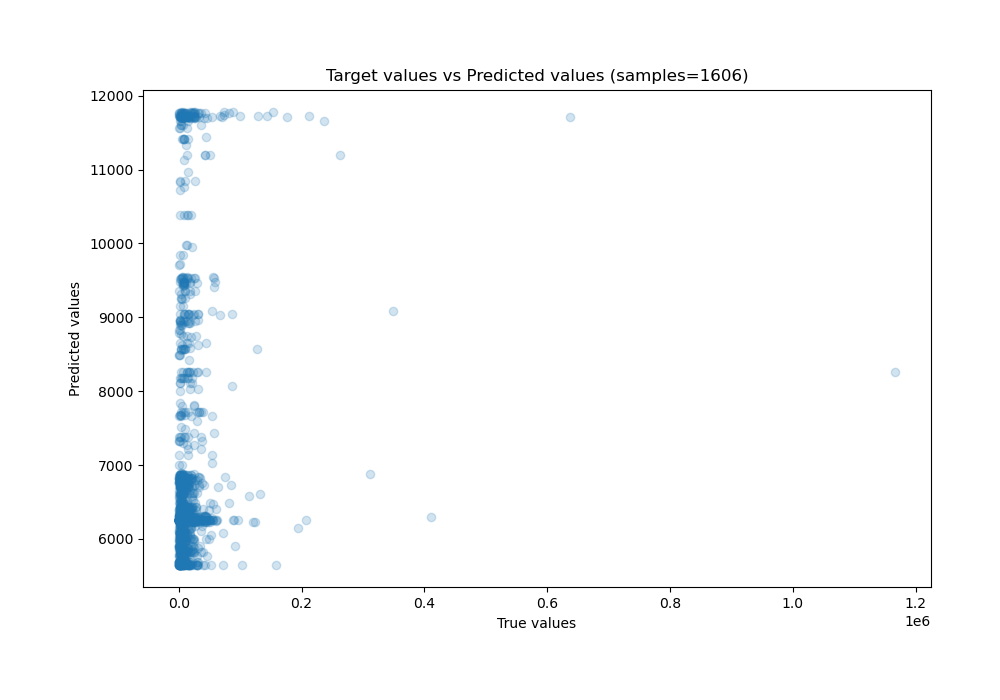 Target values vs Predicted values (samples=1606)
12000
11000
10000
9000
8000
7000
6000
Predicted values
0.0 0.2 0.4 0.6 0.8 1.0 1.2
1e6
True values